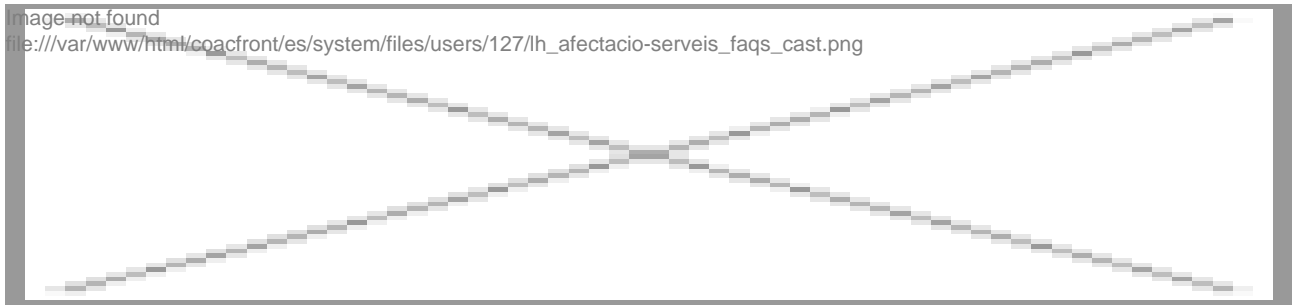 Image not found
file:///var/www/html/coacfront/es/system/files/users/127/lh_afectacio-serveis_faqs_cast.png